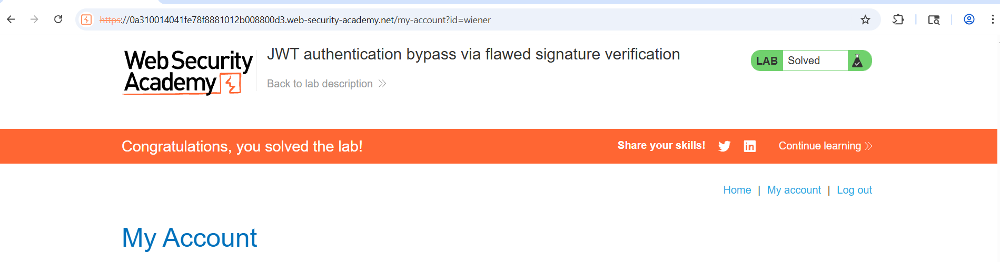 https://0a310014041fe78f8881012b008800d3.web-security-academy.net/my-account?id=wiener
Web Security
Academy
JWT authentication bypass via flawed signature verification
Back to lab description
LAB Solved
Congratulations, you solved the lab!
Share your skills!
Continue learning
Home | My account | Log out
My Account